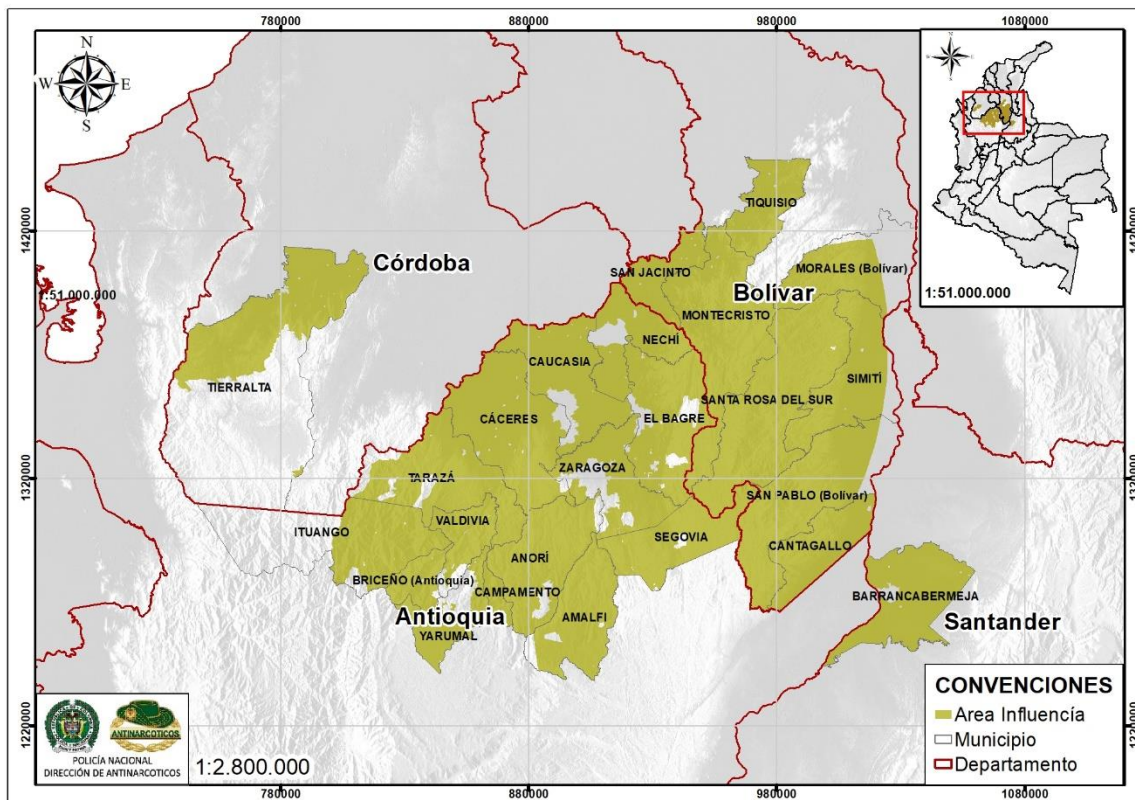 780000
880000
980000
1080000
N
W
E
S
1420000
1420000
TIQUISIO
Córdoba
SAN JACINTO
MORALES (Bolívar)
Bolívar
1:51.000.000
1:51.000.000
MONTECRISTO
NECHÍ
CAUCASIA
TIERRALTA
SIMITÍ
SANTA ROSA DEL SUR
CÁCERES
EL BAGRE
ZARAGOZA
TARAZÁ
1320000
1320000
SAN PABLO (Bolívar)
VALDIVIA
ITUANGO
SEGOVIA
CANTAGALLO
ANORÍ
BRICEÑO (Antioquia)
CAMPAMENTO
BARRANCABERMEJA
Antioquia
AMALFI
Santander
YARUMAL
CONVENCIONES
Area Influencía
Municipio
Departamento
1220000
1220000
ANTINARCOTICOS
POLICÍA NACIONAL
DIRECCIÓN DE ANTINARCOTICOS
1:2.800.000
780000
880000
980000
1080000